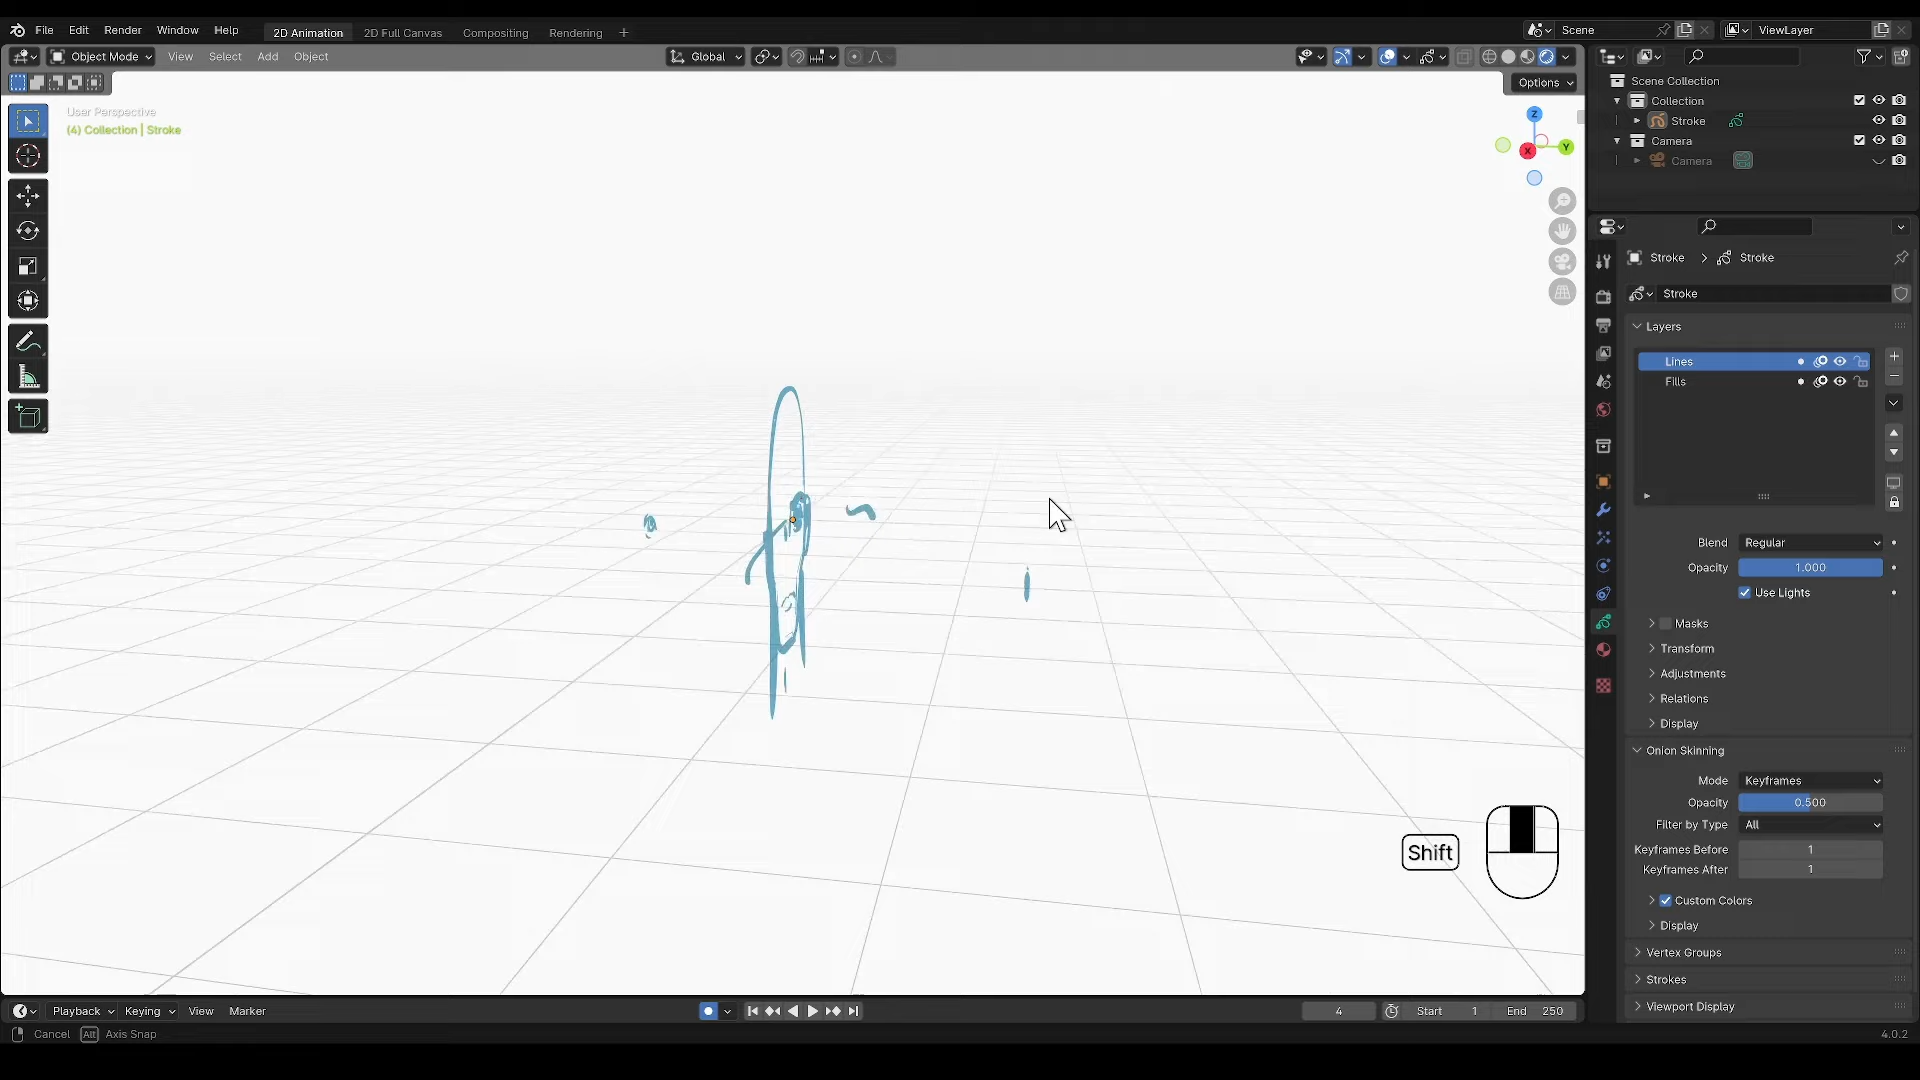 File Edit Render Window Help 2D Animation 2D Full Canvas Compositing Rendering + Scene ViewLayer
Object Mode View Select Add Object Global
Options
User Perspective
(4) Collection | Stroke
Z
Y
X
Scene Collection
Collection
Stroke
Camera
Camera
Stroke > Stroke
Stroke
Layers
Lines
Fills
Blend Regular
Opacity 1.000
Use Lights
Masks
Transform
Adjustments
Relations
Display
Onion Skinning
Mode Keyframes
Opacity 0.500
Filter by Type All
Keyframes Before 1
Keyframes After 1
Custom Colors
Display
Vertex Groups
Strokes
Viewport Display
Shift
Playback Keying View Marker 4 Start 1 End 250
Cancel Alt Axis Snap 4.0.2